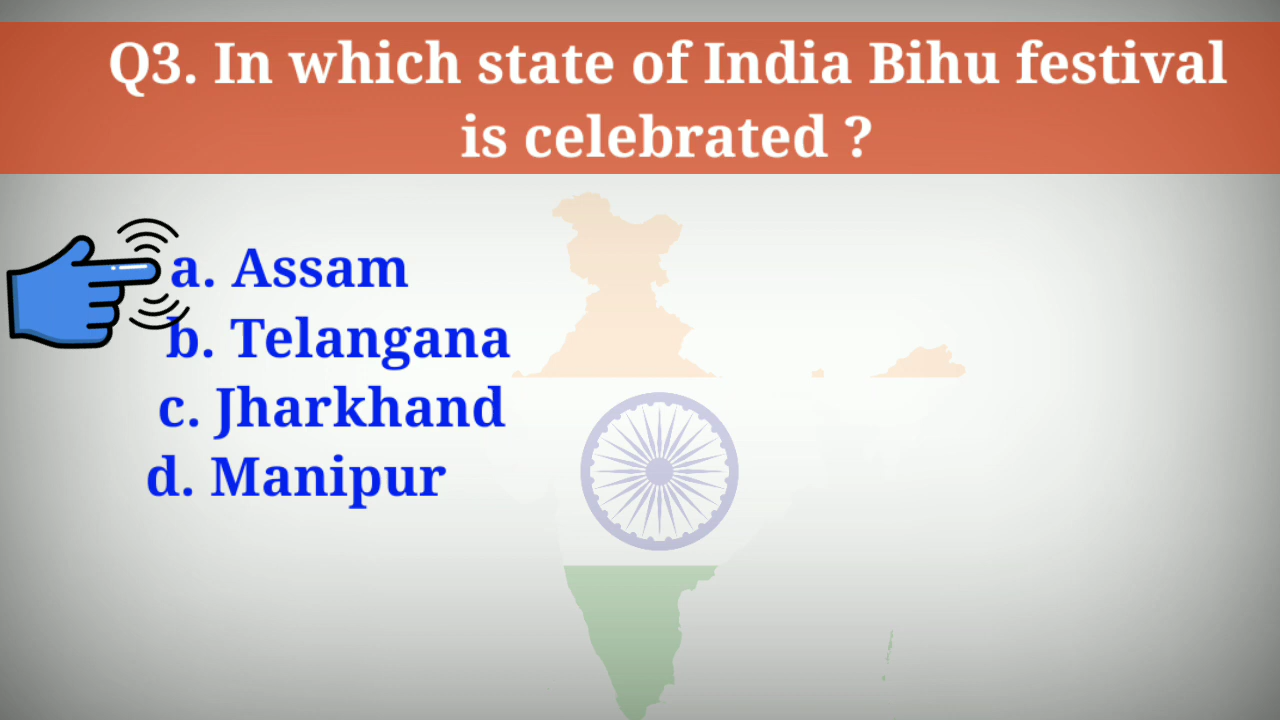 Q3. In which state of India Bihu festival
is celebrated ?
a. Assam
b. Telangana
c. Jharkhand
d. Manipur